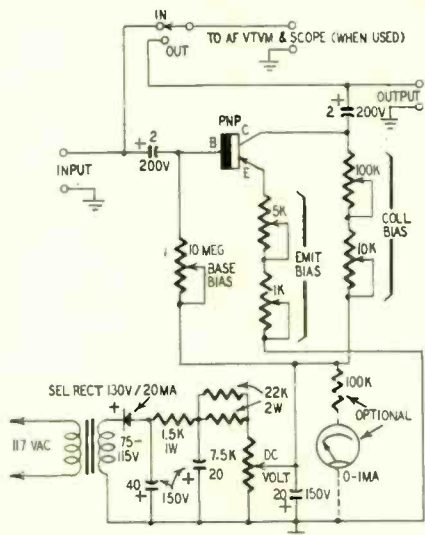 IN
TO AF VTVM & SCOPE (WHEN USED)
OUT
PNP
OUTPUT
+
2
200V
C
B
E
+
2
200V
INPUT
100K
COLL
BIAS
10K
5K
EMIT
BIAS
1K
10 MEG
BASE
BIAS
SEL RECT 130V/20MA
22K
2W
100K
OPTIONAL
117 VAC
+
75-
115V
1.5K
1W
7.5K
20
DC
VOLT
+
40
150V
+
+
20
150V
0-1MA